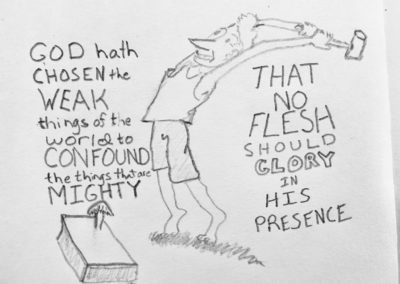 GOD hath
CHOSEN the
WEAK
things of the
world to
CONFOUND
the things that are
MIGHTY
THAT
NO
FLESH
SHOULD
GLORY
IN
HIS
PRESENCE